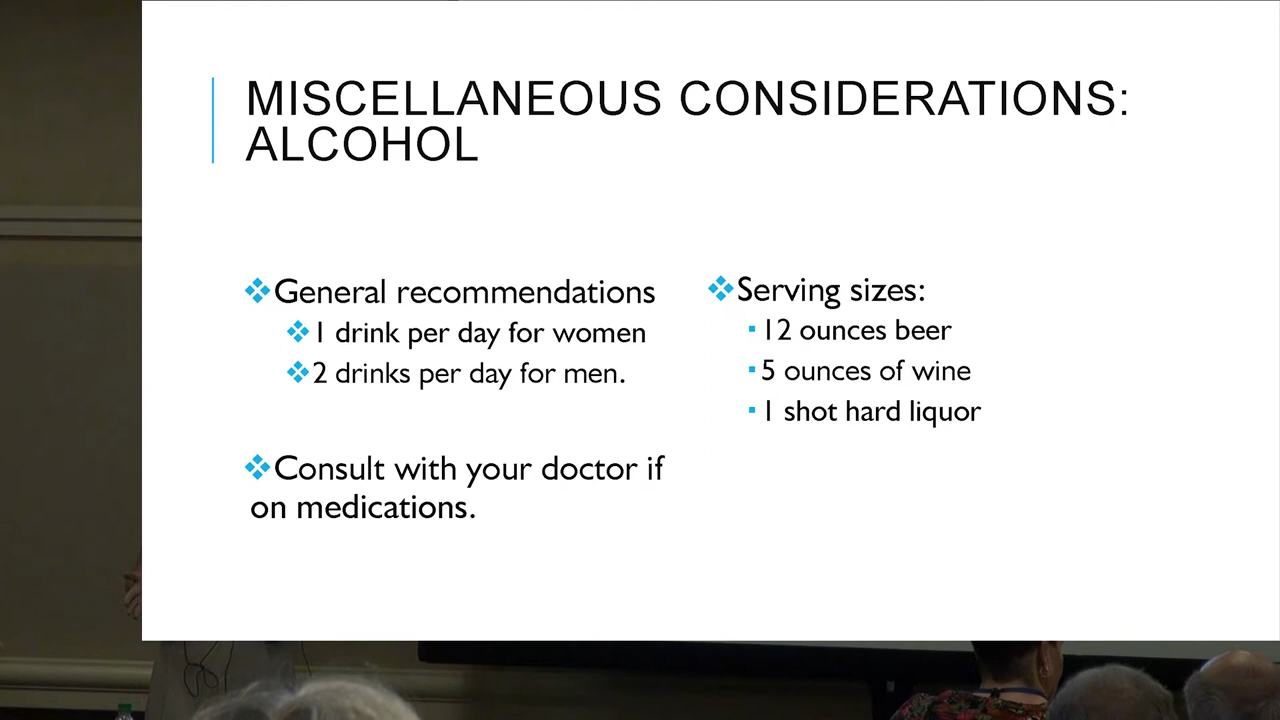 MISCELLANEOUS CONSIDERATIONS:
ALCOHOL
General recommendations
1 drink per day for women
2 drinks per day for men.
Consult with your doctor if
on medications.
Serving sizes:
12 ounces beer
5 ounces of wine
1 shot hard liquor